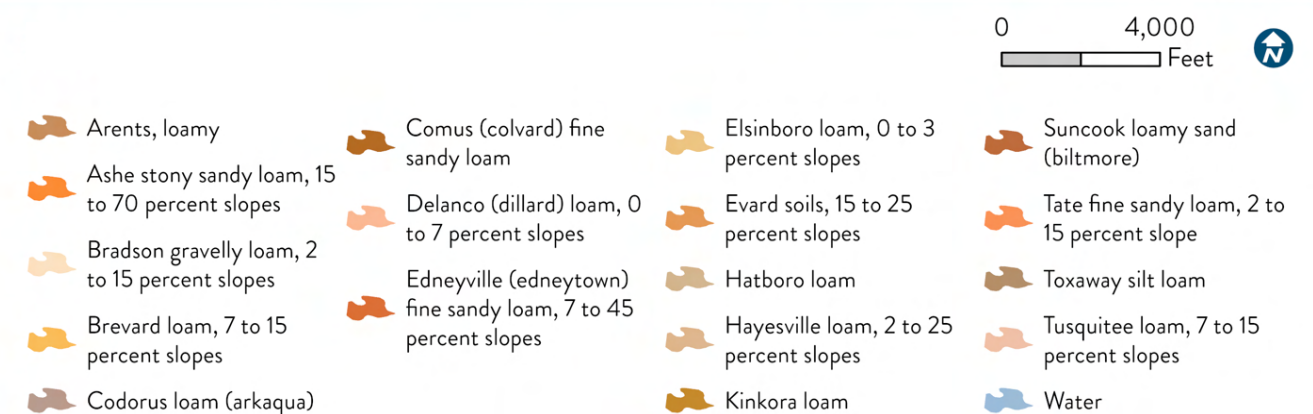 0 4,000
Feet
N
Arents, loamy
Ashe stony sandy loam, 15
to 70 percent slopes
Bradson gravelly loam, 2
to 15 percent slopes
Brevard loam, 7 to 15
percent slopes
Codorus loam (arkaqua)
Comus (colvard) fine
sandy loam
Delanco (dillard) loam, 0
to 7 percent slopes
Edneyville (edneytown)
fine sandy loam, 7 to 45
percent slopes
Elsinboro loam, 0 to 3
percent slopes
Evard soils, 15 to 25
percent slopes
Hatboro loam
Hayesville loam, 2 to 25
percent slopes
Kinkora loam
Suncook loamy sand
(biltmore)
Tate fine sandy loam, 2 to
15 percent slope
Toxaway silt loam
Tusquitee loam, 7 to 15
percent slopes
Water